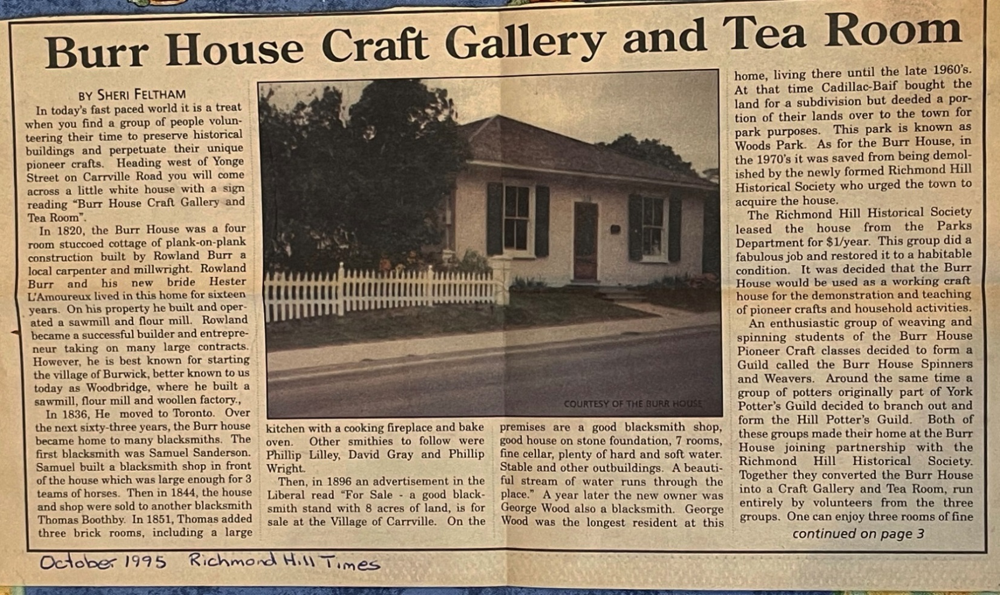 Burr House Craft Gallery and Tea Room
BY SHERI FELTHAM
In today's fast paced world it is a treat
when you find a group of people volun-
teering their time to preserve historical
buildings and perpetuate their unique
pioneer crafts. Heading west of Yonge
Street on Carrville Road you will come
across a little white house with a sign
reading "Burr House Craft Gallery and
Tea Room".
In 1820, the Burr House was a four
room stuccoed cottage of plank-on-plank
construction built by Rowland Burr a
local carpenter and millwright. Rowland
Burr and his new bride Hester
L'Amoureux lived in this home for sixteen
years. On his property he built and oper-
ated a sawmill and flour mill. Rowland
became a successful builder and entrepre-
neur taking on many large contracts.
However, he is best known for starting
the village of Burwick, better known to us
today as Woodbridge, where he built a
sawmill, flour mill and woollen factory.,
In 1836, He moved to Toronto. Over
the next sixty-three years, the Burr house
became home to many blacksmiths. The
first blacksmith was Samuel Sanderson.
Samuel built a blacksmith shop in front
of the house which was large enough for 3
teams of horses. Then in 1844, the house
and shop were sold to another blacksmith
Thomas Boothby. In 1851, Thomas added
three brick rooms, including a large
COURTESY OF THE BURR HOUSE
kitchen with a cooking fireplace and bake
oven. Other smithies to follow were
Phillip Lilley, David Gray and Phillip
Wright.
Then, in 1896 an advertisement in the
Liberal read "For Sale - a good black-
smith stand with 8 acres of land, is for
sale at the Village of Carrville. On the
premises are a good blacksmith shop,
good house on stone foundation, 7 rooms,
fine cellar, plenty of hard and soft water.
Stable and other outbuildings. A beauti-
ful stream of water runs through the
place." A year later the new owner was
George Wood also a blacksmith. George
Wood was the longest resident at this
home, living there until the late 1960's.
At that time Cadillac-Baif bought the
land for a subdivision but deeded a por-
tion of their lands over to the town for
park purposes. This park is known as
Woods Park. As for the Burr House, in
the 1970's it was saved from being demol-
ished by the newly formed Richmond Hill
Historical Society who urged the town to
acquire the house.
The Richmond Hill Historical Society
leased the house from the Parks
Department for $1/year. This group did a
fabulous job and restored it to a habitable
condition. It was decided that the Burr
House would be used as a working craft
house for the demonstration and teaching
of pioneer crafts and household activities.
An enthusiastic group of weaving and
spinning students of the Burr House
Pioneer Craft classes decided to form a
Guild called the Burr House Spinners
and Weavers. Around the same time a
group of potters originally part of York
Potter's Guild decided to branch out and
form the Hill Potter's Guild. Both of
these groups made their home at the Burr
House joining partnership with the
Richmond Hill Historical Society.
Together they converted the Burr House
into a Craft Gallery and Tea Room, run
entirely by volunteers from the three
groups. One can enjoy three rooms of fine
continued on page 3
October 1995 Richmond Hill Times